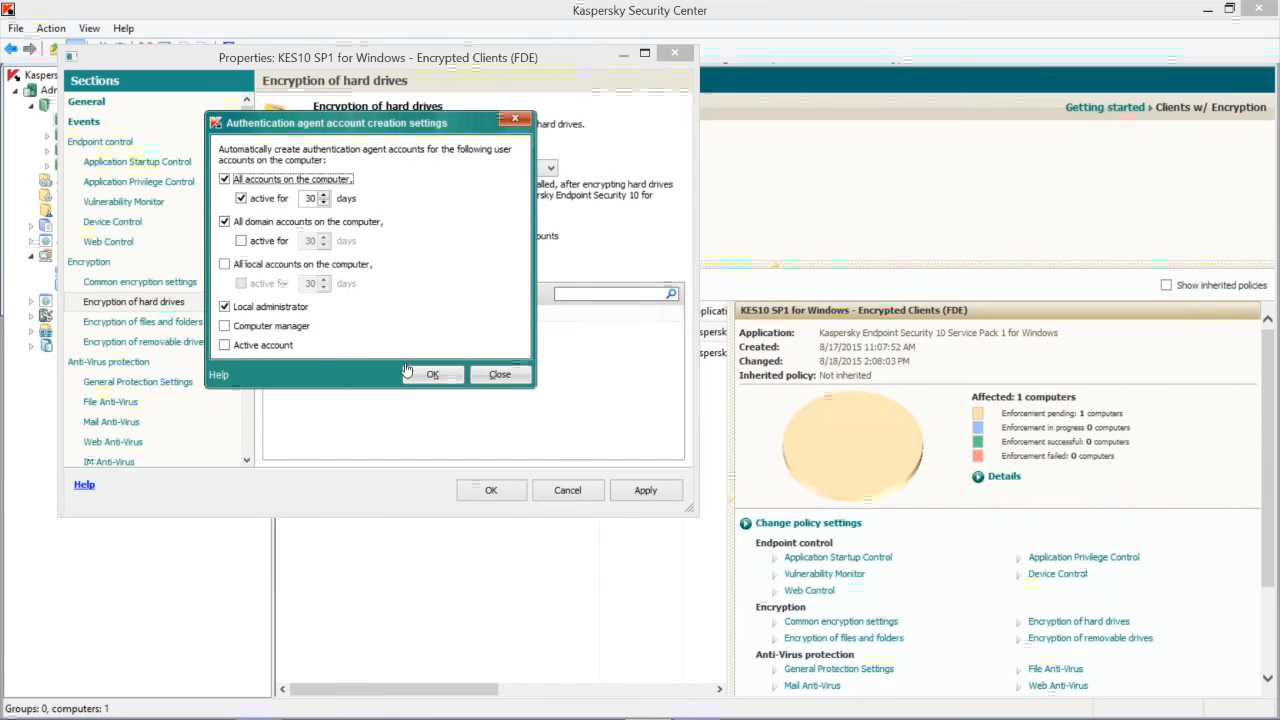 Kaspersky Security Center
File Action View Help
Properties: KES10 SP1 for Windows - Encrypted Clients (FDE)
Sections
General
Events
Endpoint control
Application Startup Control
Application Privilege Control
Vulnerability Monitor
Device Control
Web Control
Encryption
Common encryption settings
Encryption of hard drives
Encryption of files and folders
Encryption of removable drive
Anti-Virus protection
General Protection Settings
File Anti-Virus
Mail Anti-Virus
Web Anti-Virus
IM Anti-Virus
Help
Encryption of hard drives
Encryption of hard drives
hard drives.
after encrypting hard drives
Endpoint Security 10 for
Authentication agent account creation settings
Automatically create authentication agent accounts for the following user
accounts on the computer:
All accounts on the computer,
active for 30 days
All domain accounts on the computer,
active for 30 days
All local accounts on the computer,
active for 30 days
Local administrator
Computer manager
Active account
Help OK Close
OK Cancel Apply
Getting started > Clients w/ Encryption
Show inherited policies
KES10 SP1 for Windows - Encrypted Clients (FDE)
Application: Kaspersky Endpoint Security 10 Service Pack 1 for Windows
Created: 8/17/2015 11:07:52 AM
Changed: 8/18/2015 2:08:03 PM
Inherited policy: Not inherited
Affected: 1 computers
Enforcement pending: 1 computers
Enforcement in progress 0 computers
Enforcement successful: 0 computers
Enforcement failed: 0 computers
Details
Change policy settings
Endpoint control
Application Startup Control Application Privilege Control
Vulnerability Monitor Device Control
Web Control
Encryption
Common encryption settings Encryption of hard drives
Encryption of files and folders Encryption of removable drives
Anti-Virus protection
General Protection Settings File Anti-Virus
Mail Anti-Virus Web Anti-Virus
Groups: 0, computers: 1